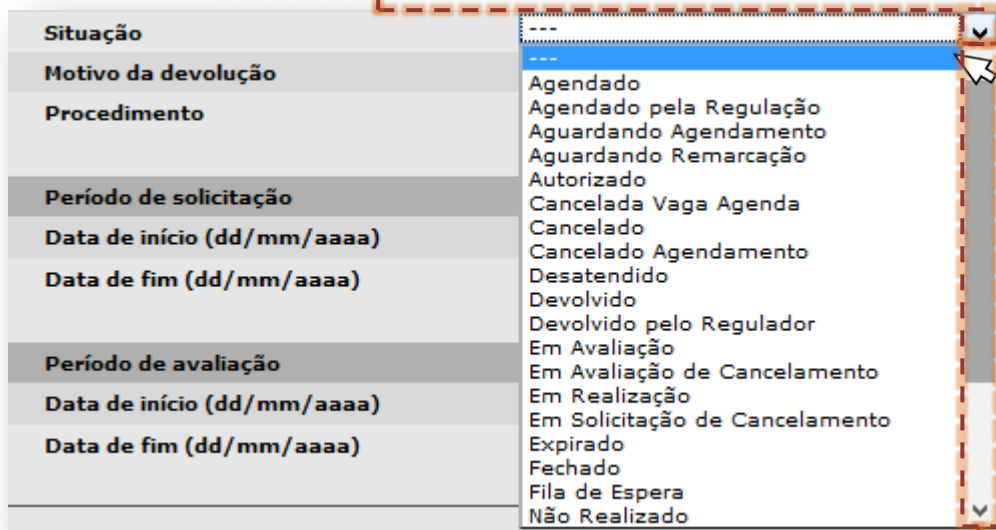 Situação
---
---
Motivo da devolução
Agendado
Procedimento
Agendado pela Regulação
Aguardando Agendamento
Aguardando Remarcação
Autorizado
Período de solicitação
Cancelada Vaga Agenda
Cancelado
Data de início (dd/mm/aaaa)
Cancelado Agendamento
Data de fim (dd/mm/aaaa)
Desatendido
Devolvido
Devolvido pelo Regulador
Em Avaliação
Período de avaliação
Em Avaliação de Cancelamento
Em Realização
Data de início (dd/mm/aaaa)
Em Solicitação de Cancelamento
Data de fim (dd/mm/aaaa)
Expirado
Fechado
Fila de Espera
Não Realizado